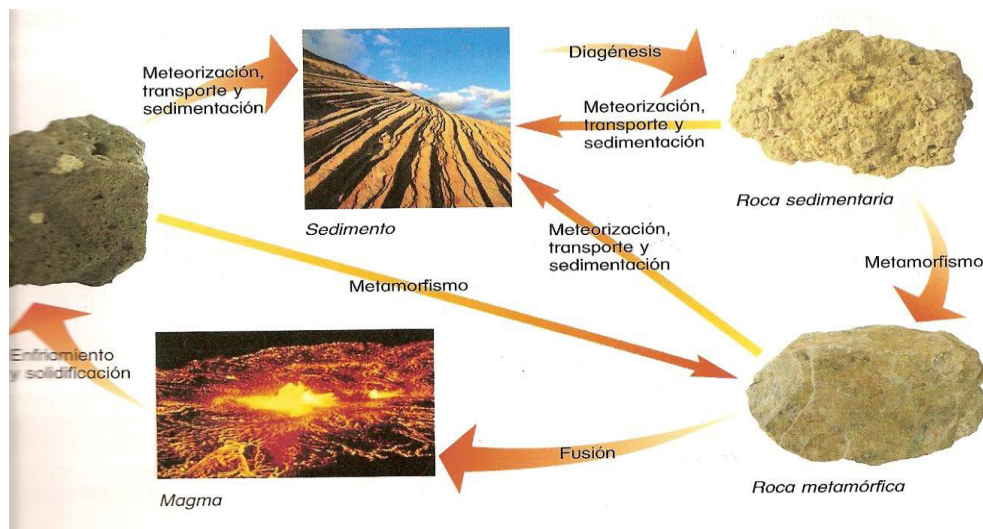 Meteorización,
transporte y
sedimentación
Diagénesis
Meteorización,
transporte y
sedimentación
Roca sedimentaria
Sedimento
Meteorización,
transporte y
sedimentación
Metamorfismo
Metamorfismo
Enfriamiento
y solidificación
Fusión
Magma
Roca metamórfica